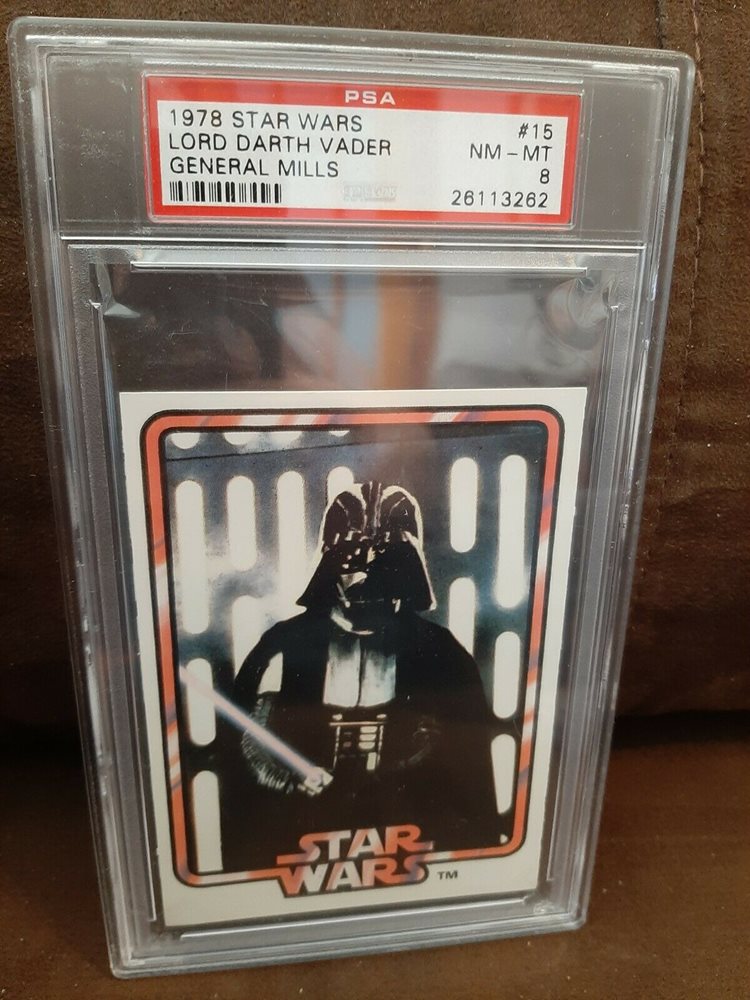 PSA
1978 STAR WARS #15
LORD DARTH VADER NM - MT
GENERAL MILLS 8
26113262
STAR
WARS TM